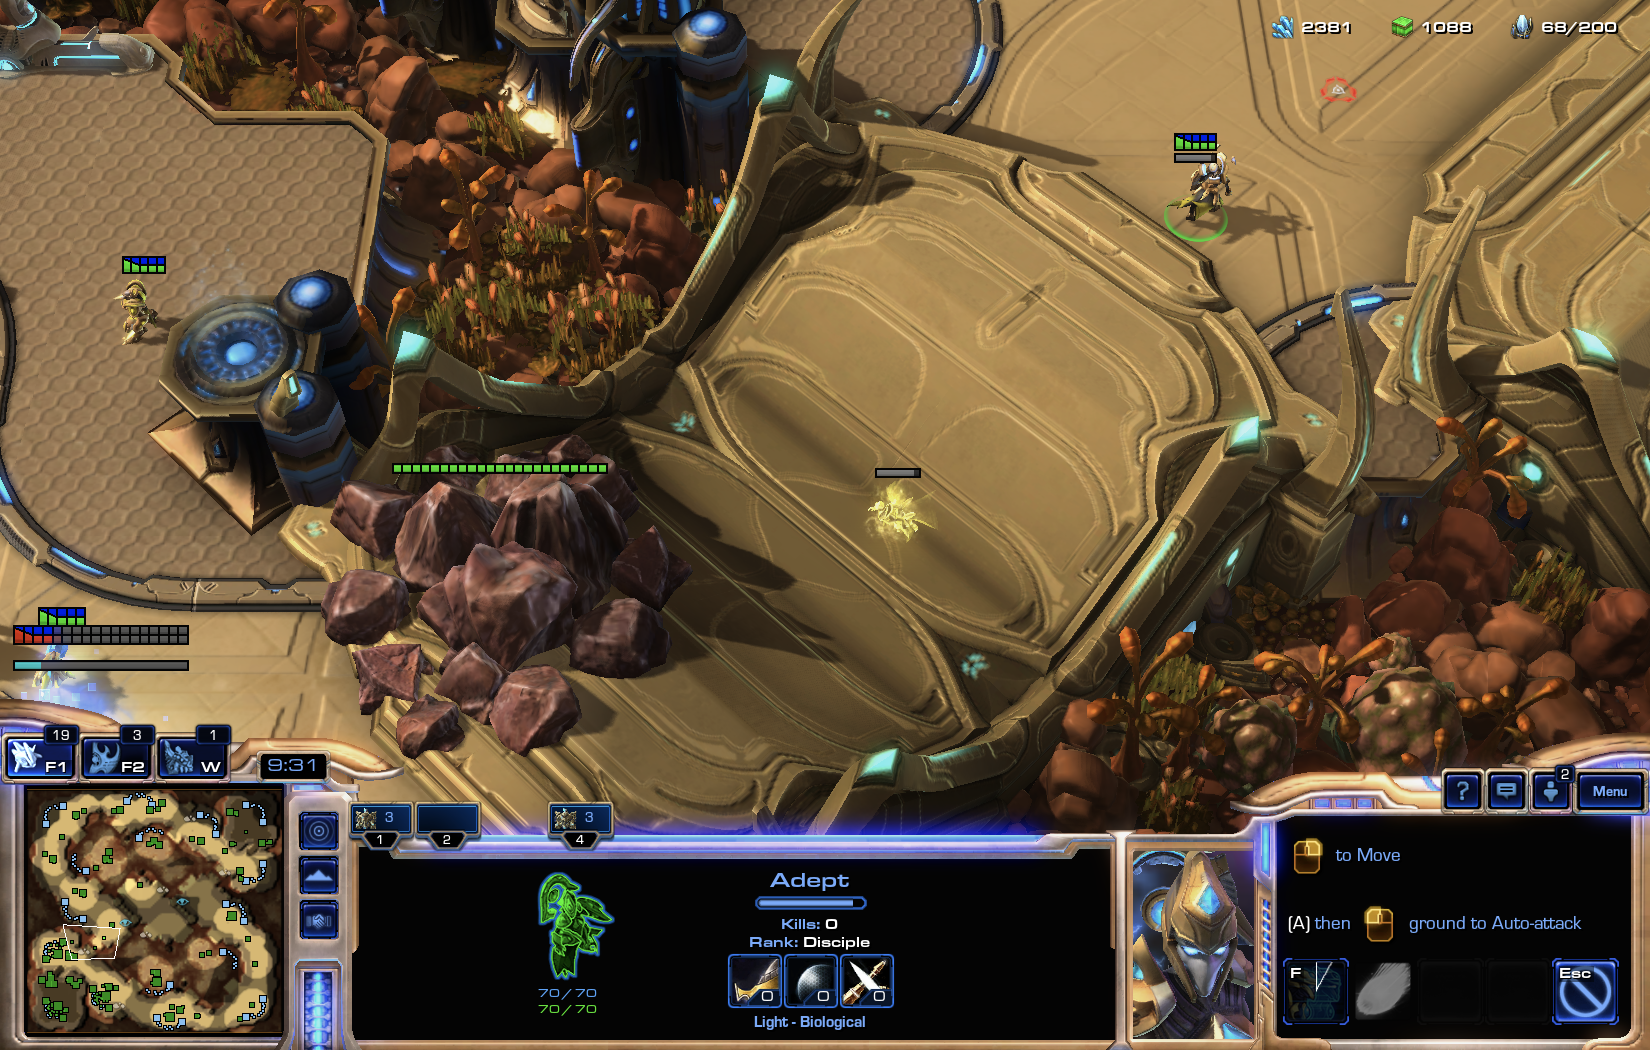 2381 1088 68/200
19 3 1
F1 F2 W
9:31
3 3
1 2 4
2
? Menu
Adept
Kills: 0
Rank: Disciple
0 0 0
70/70
70/70
Light - Biological
to Move
(A) then ground to Auto-attack
F Esc